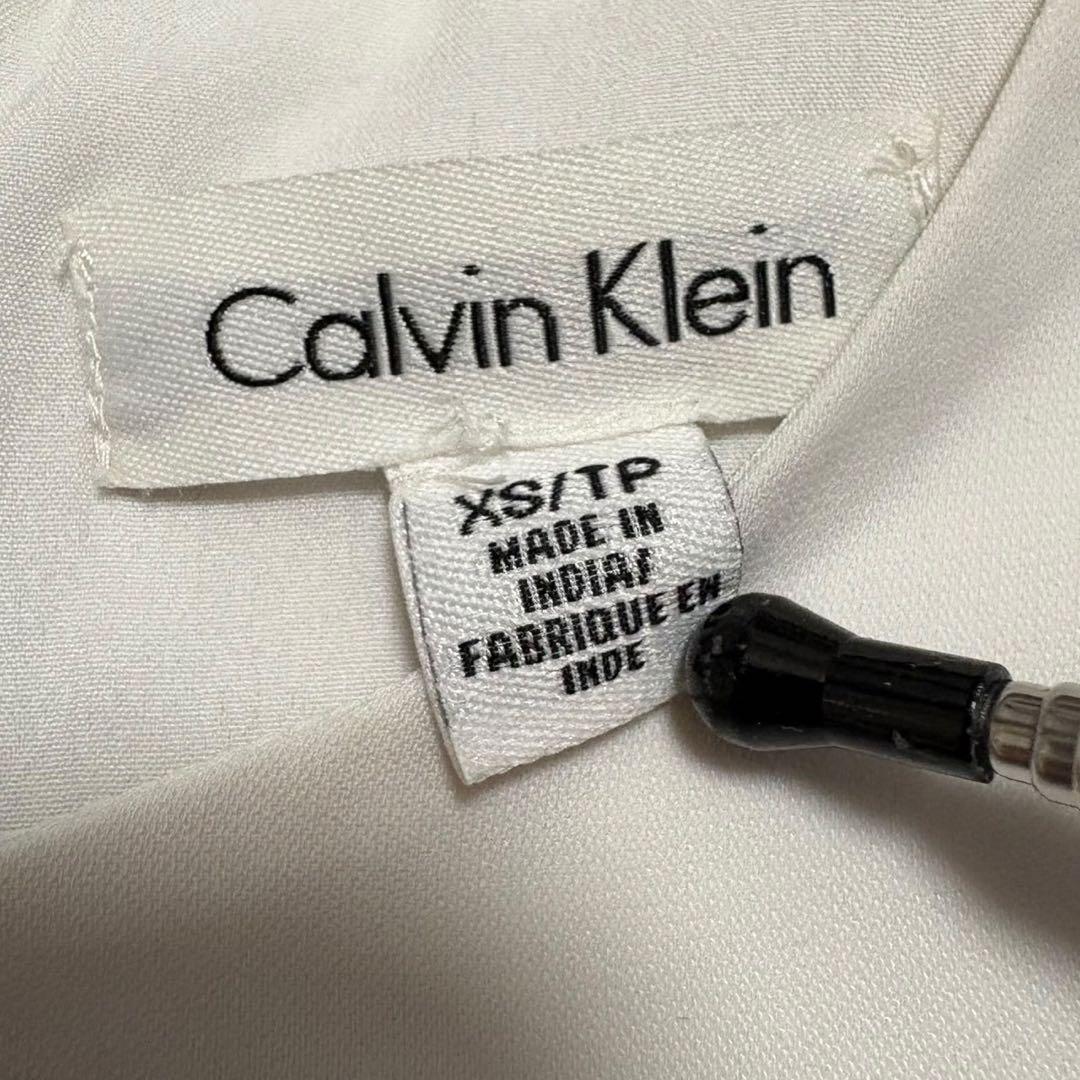 Calvin Klein
XS/TP
MADE IN
INDIA/
FABRIQUE EN
INDE